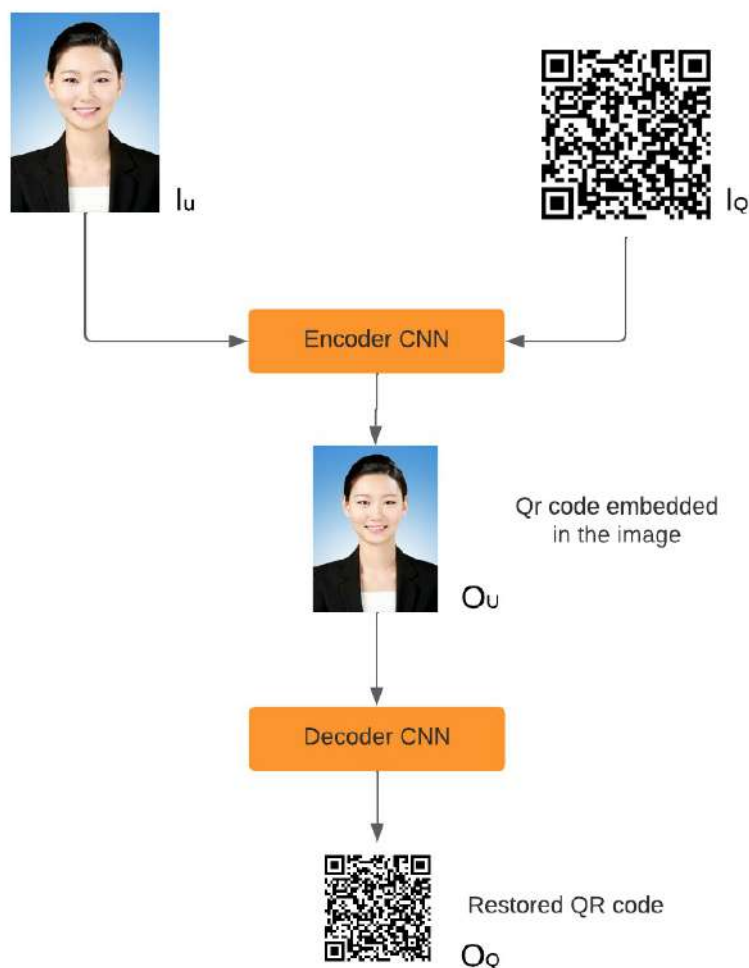 Iu
IQ
Encoder CNN
Qr code embedded
in the image
OU
Decoder CNN
Restored QR code
OQ